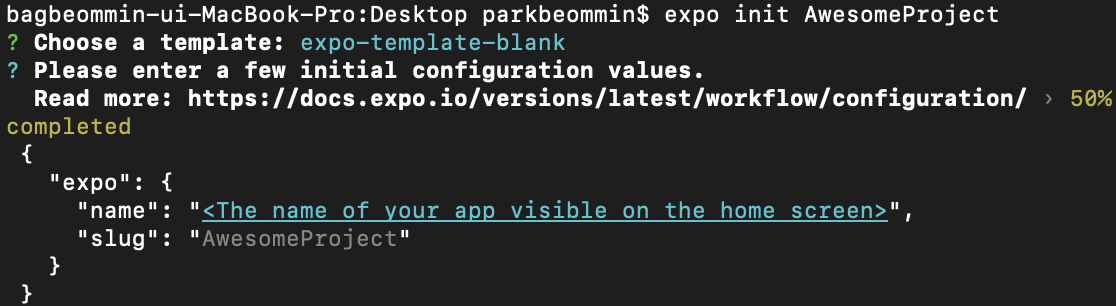 bagbeommin-ui-MacBook-Pro:Desktop parkbeommin$ expo init AwesomeProject
? Choose a template: expo-template-blank
? Please enter a few initial configuration values.
  Read more: https://docs.expo.io/versions/latest/workflow/configuration/ › 50%
completed
 {
   "expo": {
     "name": "<The name of your app visible on the home screen>",
     "slug": "AwesomeProject"
   }
 }